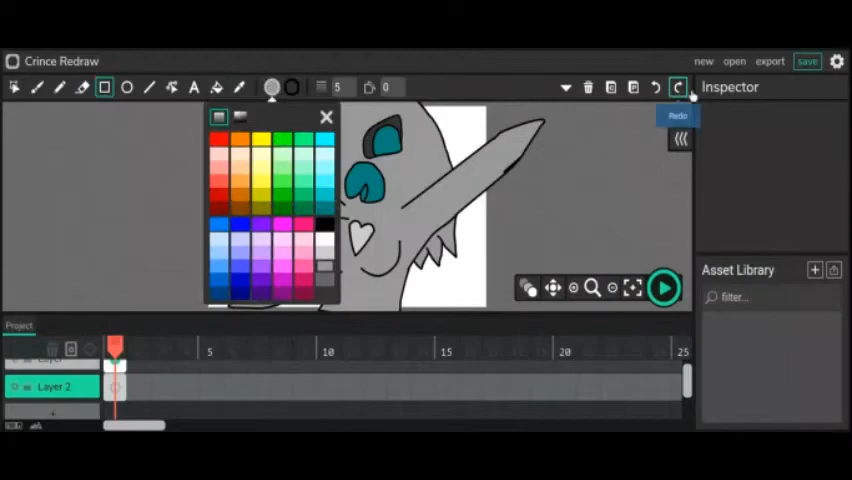 Crince Redraw
new open export save
5 0 Inspector
Redo
Asset Library
filter...
Project
5 10 15 20 25
Layer
Layer 2